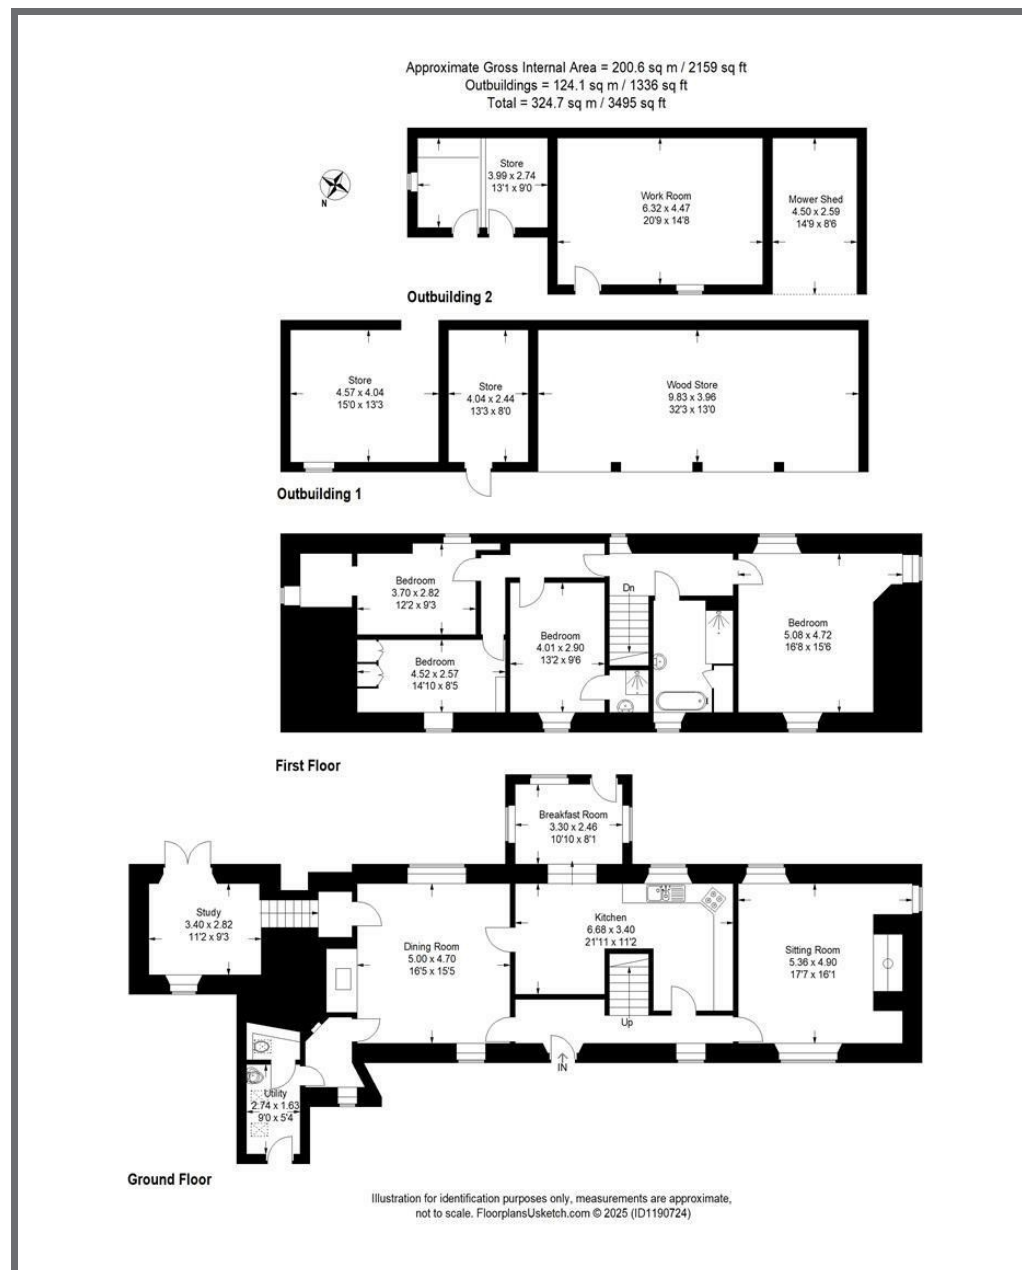 Approximate Gross Internal Area = 200.6 sq m / 2159 sq ft
Outbuildings = 124.1 sq m / 1336 sq ft
Total = 324.7 sq m / 3495 sq ft
N
Store
3.99 x 2.74
13'1 x 9'0
Work Room
6.32 x 4.47
20'9 x 14'8
Mower Shed
4.50 x 2.59
14'9 x 8'6
Outbuilding 2
Store
4.57 x 4.04
15'0 x 13'3
Store
4.04 x 2.44
13'3 x 8'0
Wood Store
9.83 x 3.96
32'3 x 13'0
Outbuilding 1
Bedroom
3.70 x 2.82
12'2 x 9'3
Bedroom
4.52 x 2.57
14'10 x 8'5
Bedroom
4.01 x 2.90
13'2 x 9'6
Dn
Bedroom
5.08 x 4.72
16'8 x 15'6
First Floor
Breakfast Room
3.30 x 2.46
10'10 x 8'1
Study
3.40 x 2.82
11'2 x 9'3
Dining Room
5.00 x 4.70
16'5 x 15'5
Kitchen
6.68 x 3.40
21'11 x 11'2
Sitting Room
5.36 x 4.90
17'7 x 16'1
Up
IN
Utility
2.74 x 1.63
9'0 x 5'4
Ground Floor
Illustration for identification purposes only, measurements are approximate,
not to scale. FloorplansUsketch.com © 2025 (ID1190724)